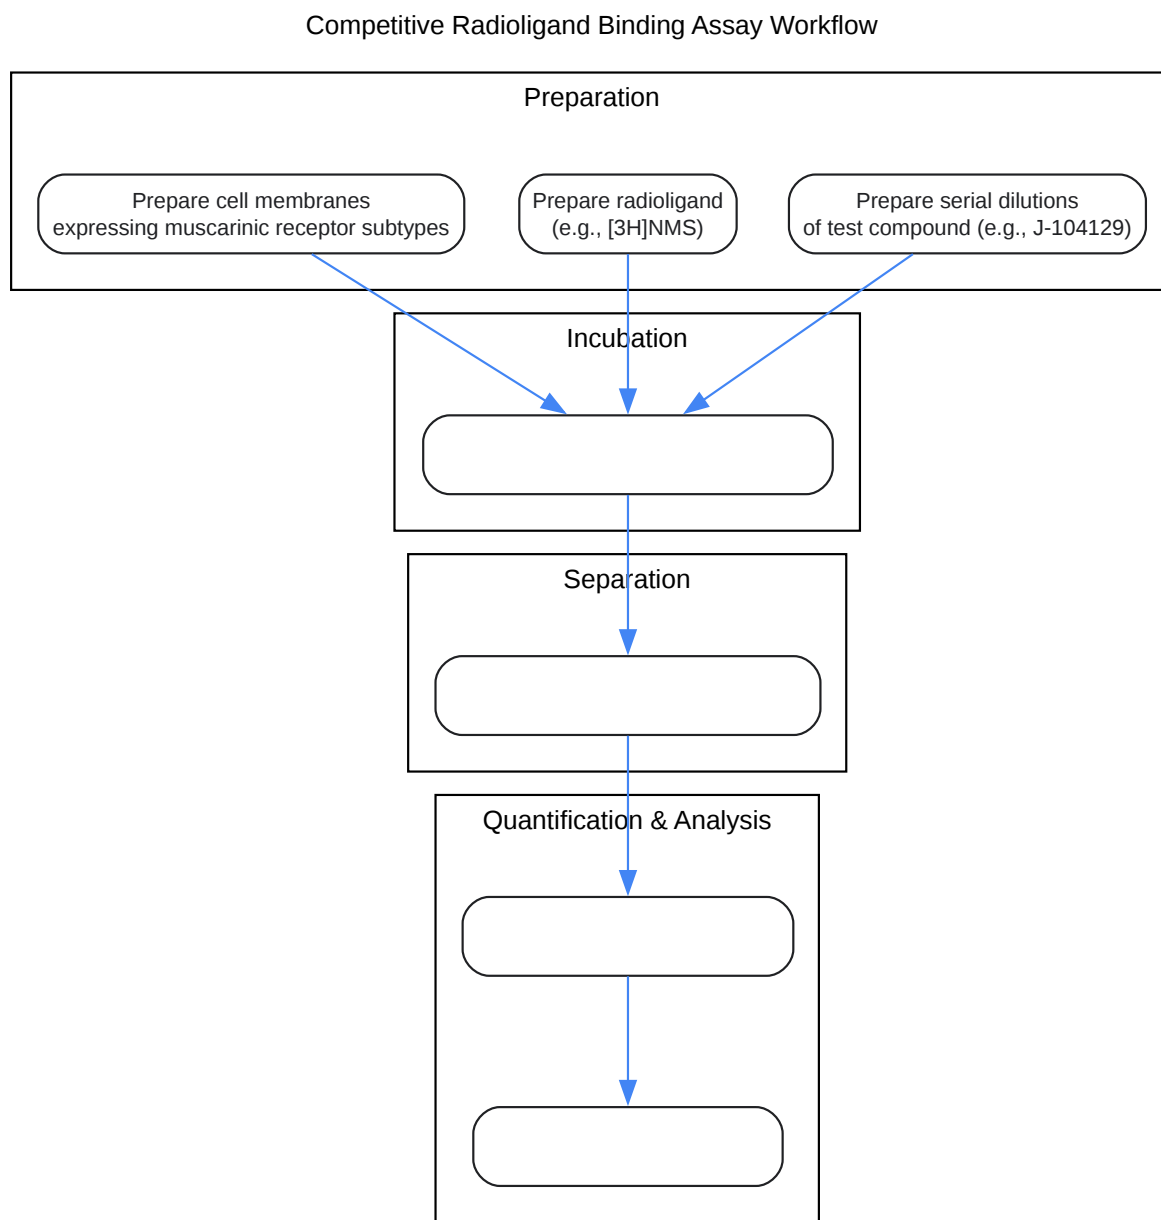 Competitive Radioligand Binding Assay Workflow
Preparation
Prepare cell membranes
expressing muscarinic receptor subtypes
Prepare radioligand
(e.g., [3H]NMS)
Prepare serial dilutions
of test compound (e.g., J-104129)
Incubation
Separation
Quantification & Analysis